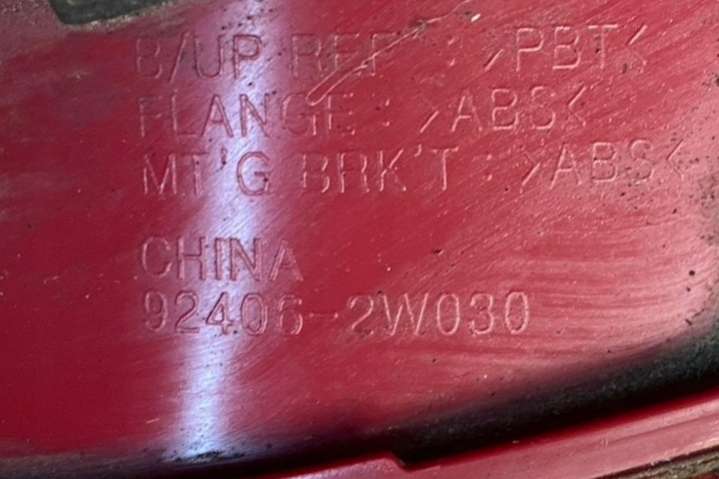 B/UP REF' : >PBT<
FLANGE : >ABS<
MT'G BRK'T : >ABS<
CHINA
92406-2W030